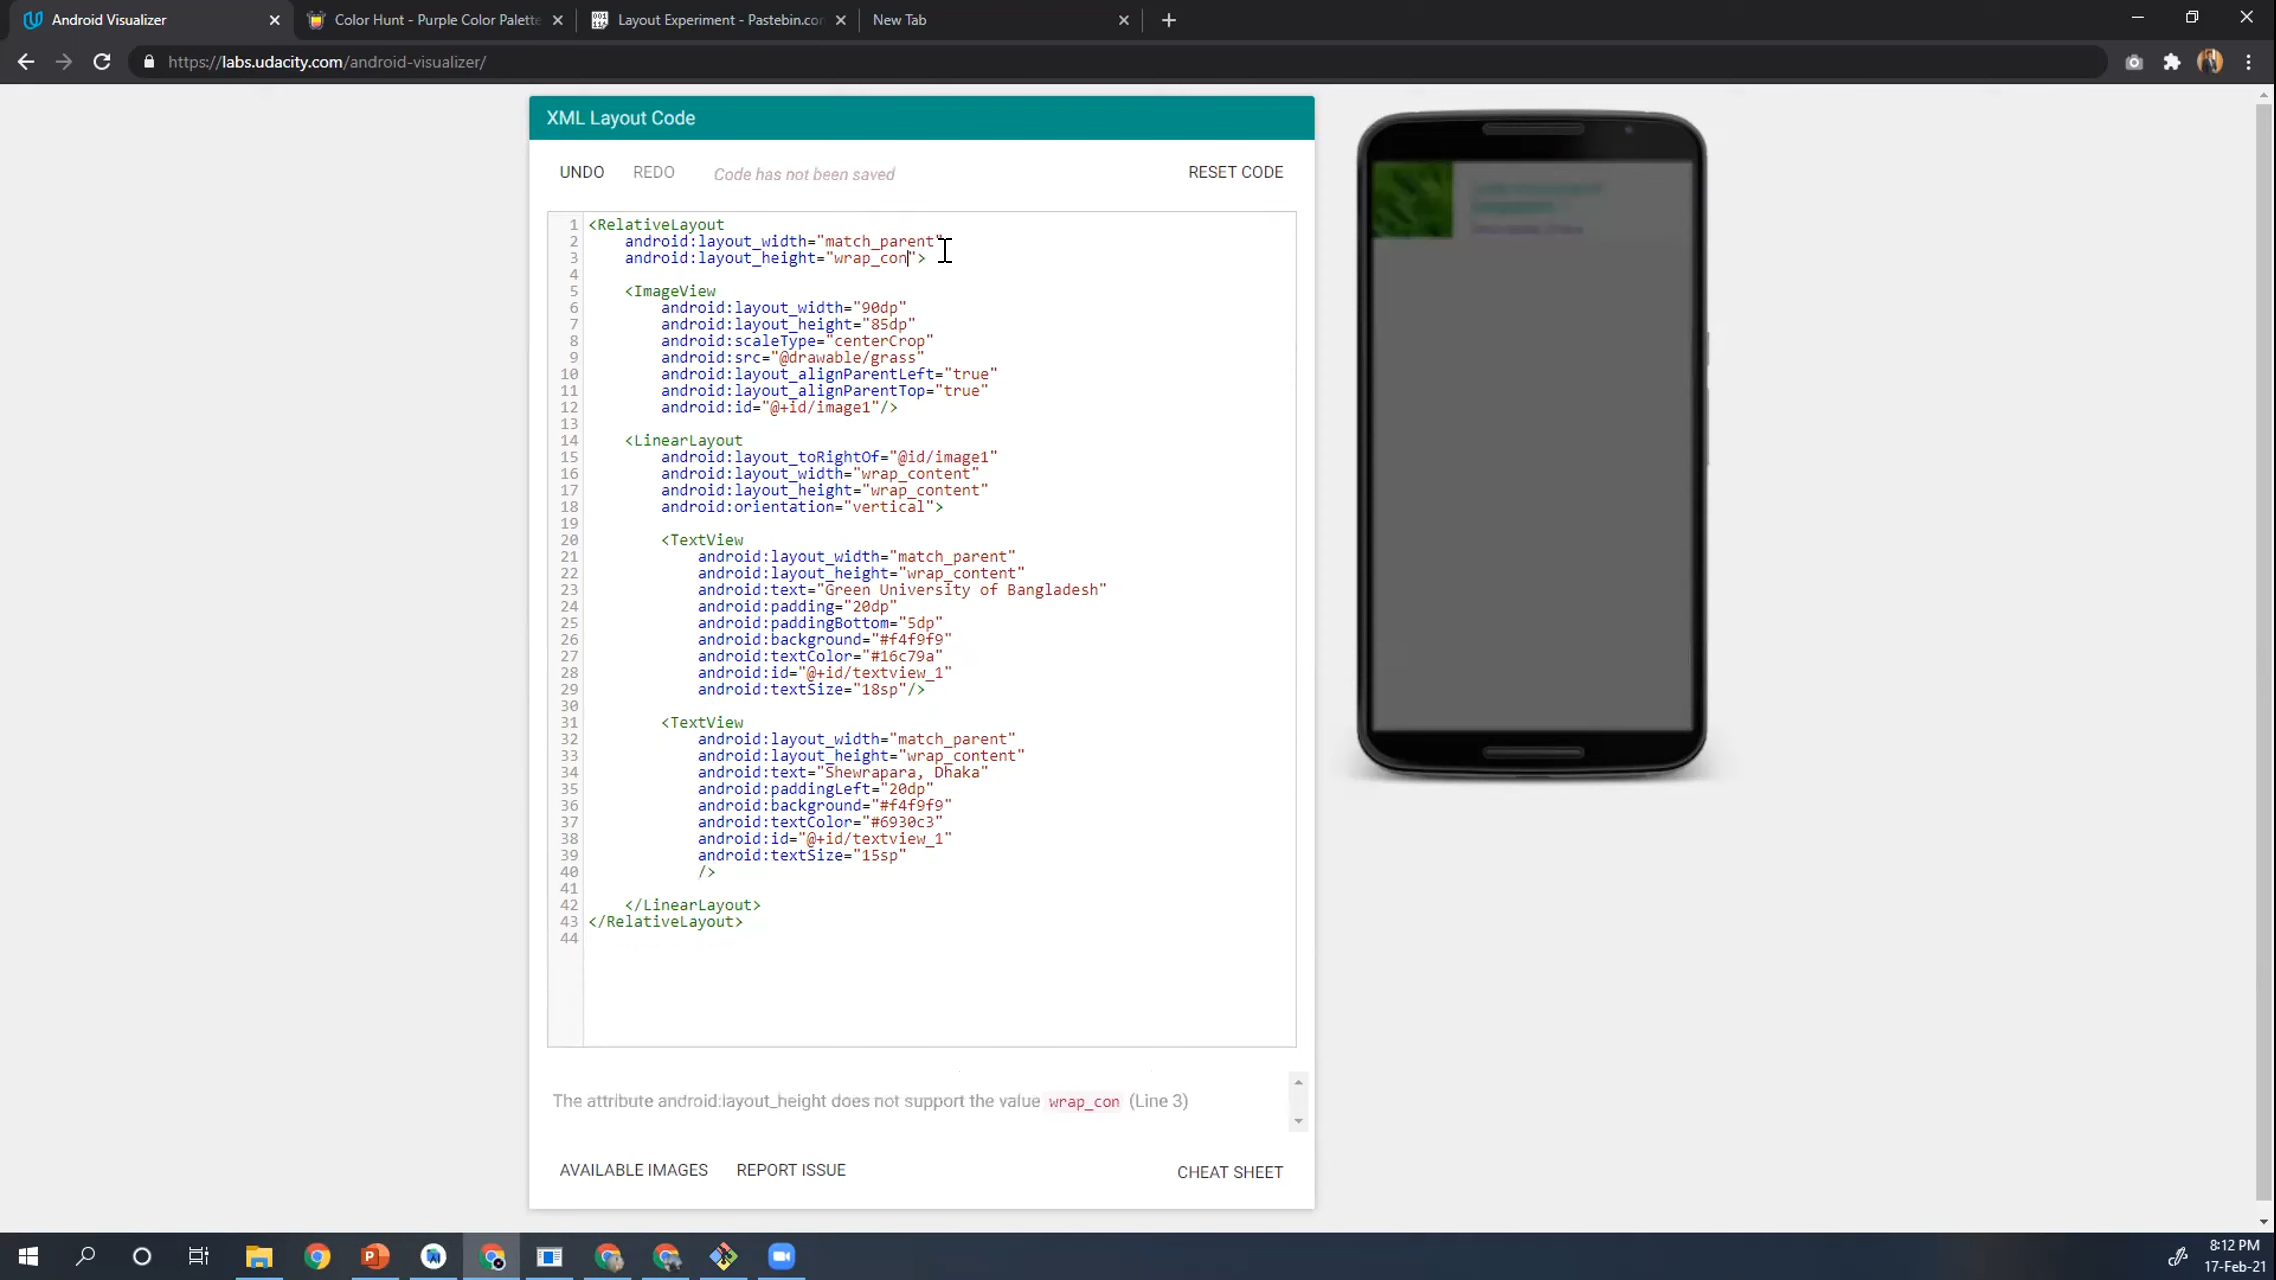 Android Visualizer
Color Hunt - Purple Color Palette
Layout Experiment - Pastebin.com
New Tab
https://labs.udacity.com/android-visualizer/
XML Layout Code
UNDO
REDO
Code has not been saved
RESET CODE
1 <RelativeLayout
2 android:layout_width="match_parent"
3 android:layout_height="wrap_con">
4
5 <ImageView
6 android:layout_width="90dp"
7 android:layout_height="85dp"
8 android:scaleType="centerCrop"
9 android:src="@drawable/grass"
10 android:layout_alignParentLeft="true"
11 android:layout_alignParentTop="true"
12 android:id="@+id/image1"/>
13
14 <LinearLayout
15 android:layout_toRightOf="@id/image1"
16 android:layout_width="wrap_content"
17 android:layout_height="wrap_content"
18 android:orientation="vertical">
19
20 <TextView
21 android:layout_width="match_parent"
22 android:layout_height="wrap_content"
23 android:text="Green University of Bangladesh"
24 android:padding="20dp"
25 android:paddingBottom="5dp"
26 android:background="#f4f9f9"
27 android:textColor="#16c79a"
28 android:id="@+id/textview_1"
29 android:textSize="18sp"/>
30
31 <TextView
32 android:layout_width="match_parent"
33 android:layout_height="wrap_content"
34 android:text="Shewrapara, Dhaka"
35 android:paddingLeft="20dp"
36 android:background="#f4f9f9"
37 android:textColor="#6930c3"
38 android:id="@+id/textview_1"
39 android:textSize="15sp"
40 />
41
42 </LinearLayout>
43 </RelativeLayout>
44
The attribute android:layout_height does not support the value wrap_con (Line 3)
AVAILABLE IMAGES
REPORT ISSUE
CHEAT SHEET
8:12 PM
17-Feb-21